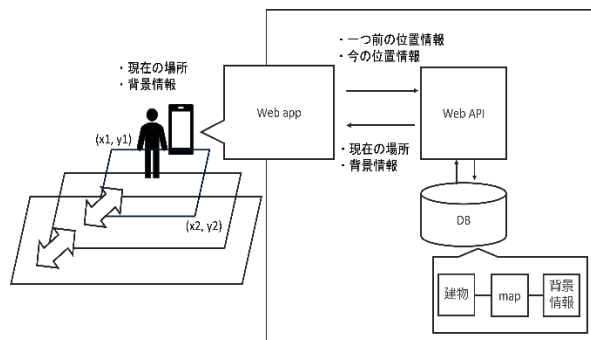 ・一つ前の位置情報
・今の位置情報
・現在の場所
・背景情報
Web app
Web API
(x1, y1)
・現在の場所
・背景情報
(x2, y2)
DB
建物
map
背景
情報